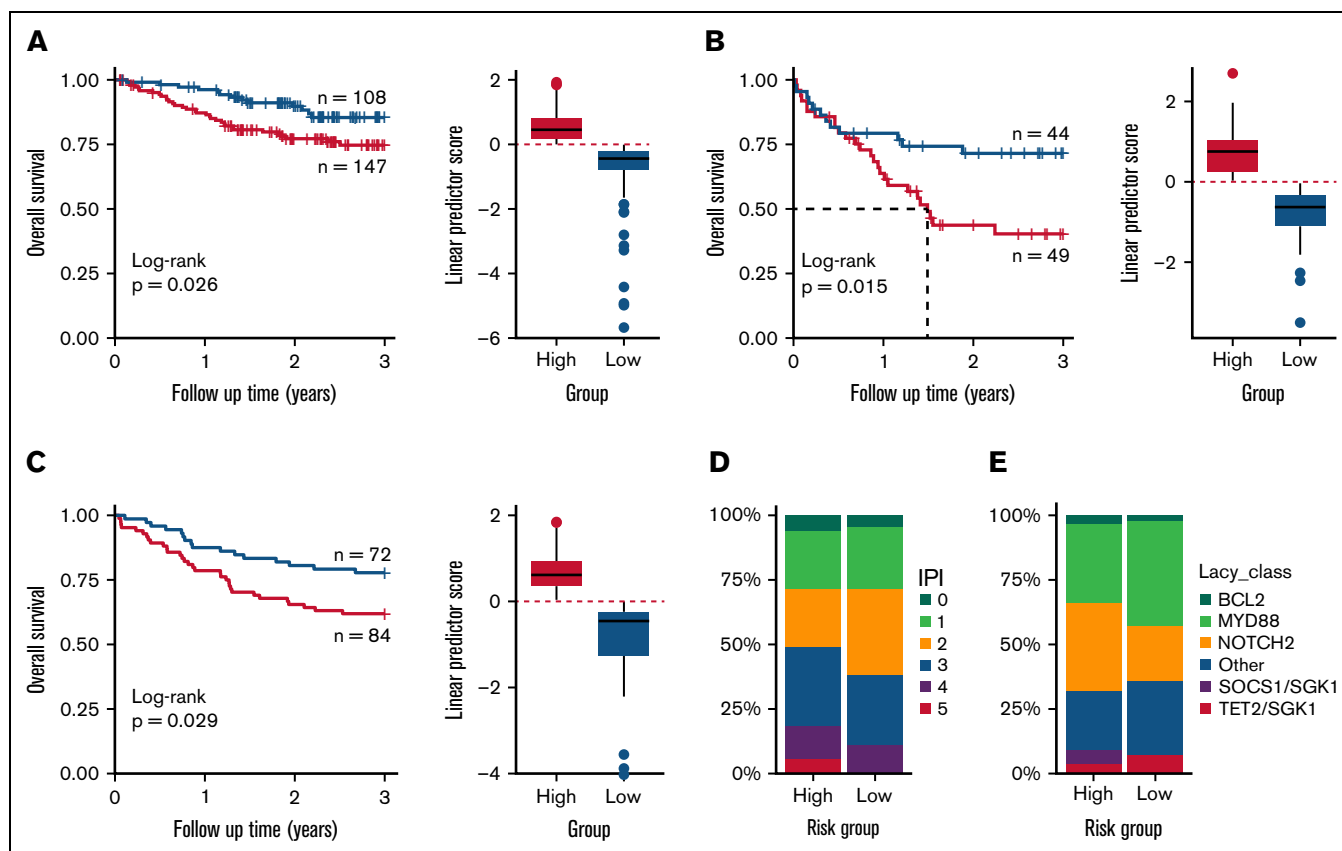 A
1.00
0.75
0.50
0.25
0.00
Overall survival
n = 108
n = 147
Log-rank
p = 0.026
0 1 2 3
Follow up time (years)
2
0
−2
−4
−6
Linear predictor score
High Low
Group
B
1.00
0.75
0.50
0.25
0.00
Overall survival
n = 44
n = 49
Log-rank
p = 0.015
0 1 2 3
Follow up time (years)
2
0
−2
Linear predictor score
High Low
Group
C
1.00
0.75
0.50
0.25
0.00
Overall survival
n = 72
n = 84
Log-rank
p = 0.029
0 1 2 3
Follow up time (years)
2
0
−2
−4
Linear predictor score
High Low
Group
D
100%
75%
50%
25%
0%
High Low
Risk group
IPI
0
1
2
3
4
5
E
100%
75%
50%
25%
0%
High Low
Risk group
Lacy_class
BCL2
MYD88
NOTCH2
Other
SOCS1/SGK1
TET2/SGK1